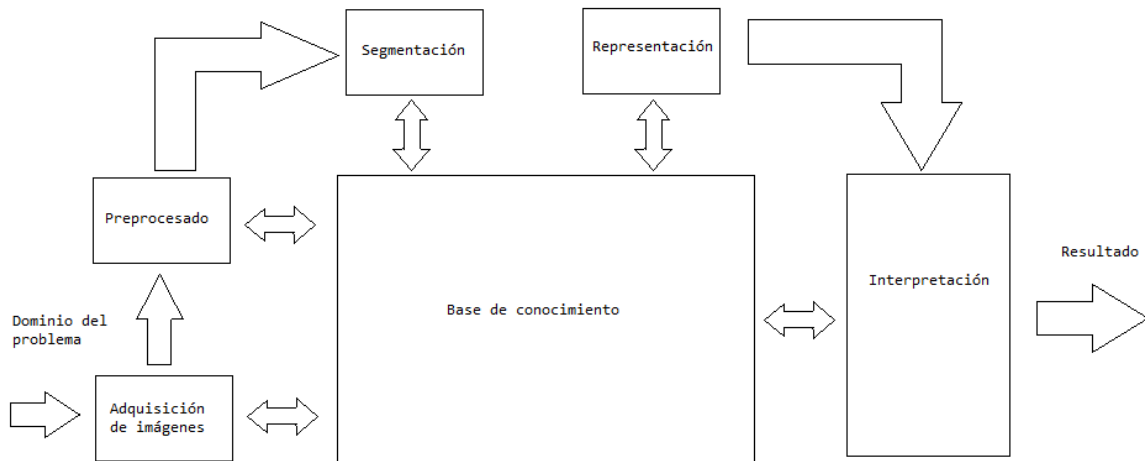 Segmentación
Representación
Preprocesado
Resultado
Interpretación
Base de conocimiento
Dominio del
problema
Adquisición
de imágenes